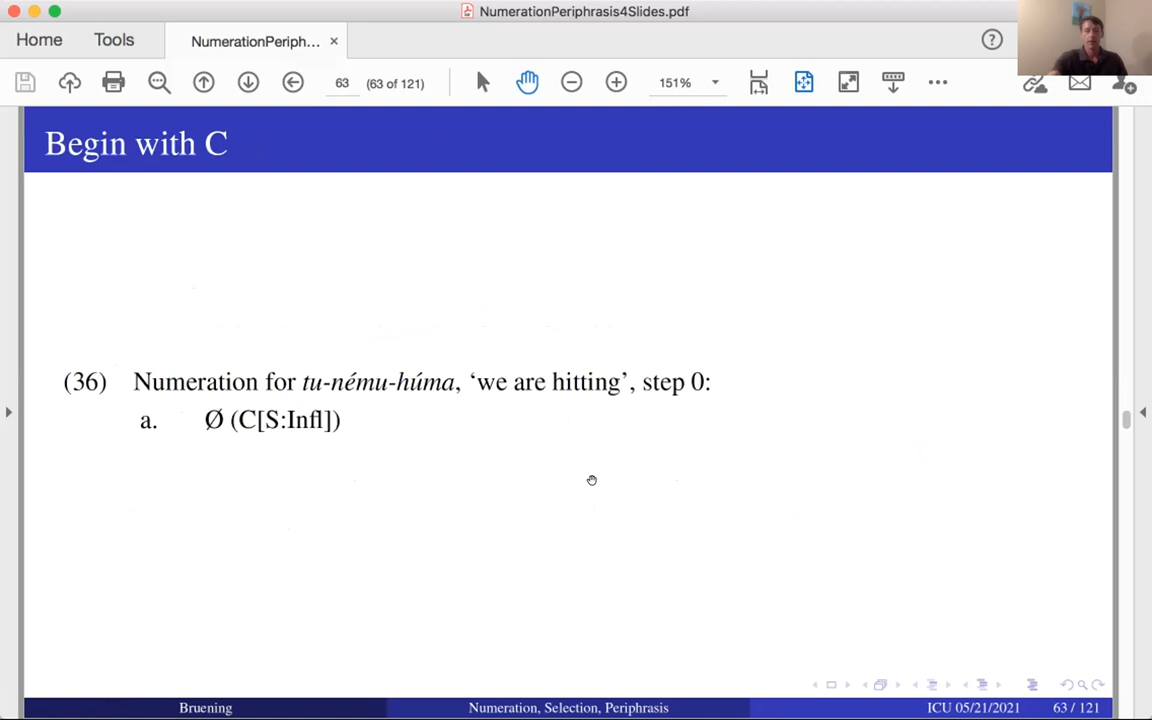 NumerationPeriphrasis4Slides.pdf
Home Tools NumerationPeriph... ×
63 (63 of 121) 151%
Begin with C
(36) Numeration for tu-nému-húma, ‘we are hitting’, step 0:
a. Ø (C[S:Infl])
Bruening Numeration, Selection, Periphrasis ICU 05/21/2021 63 / 121